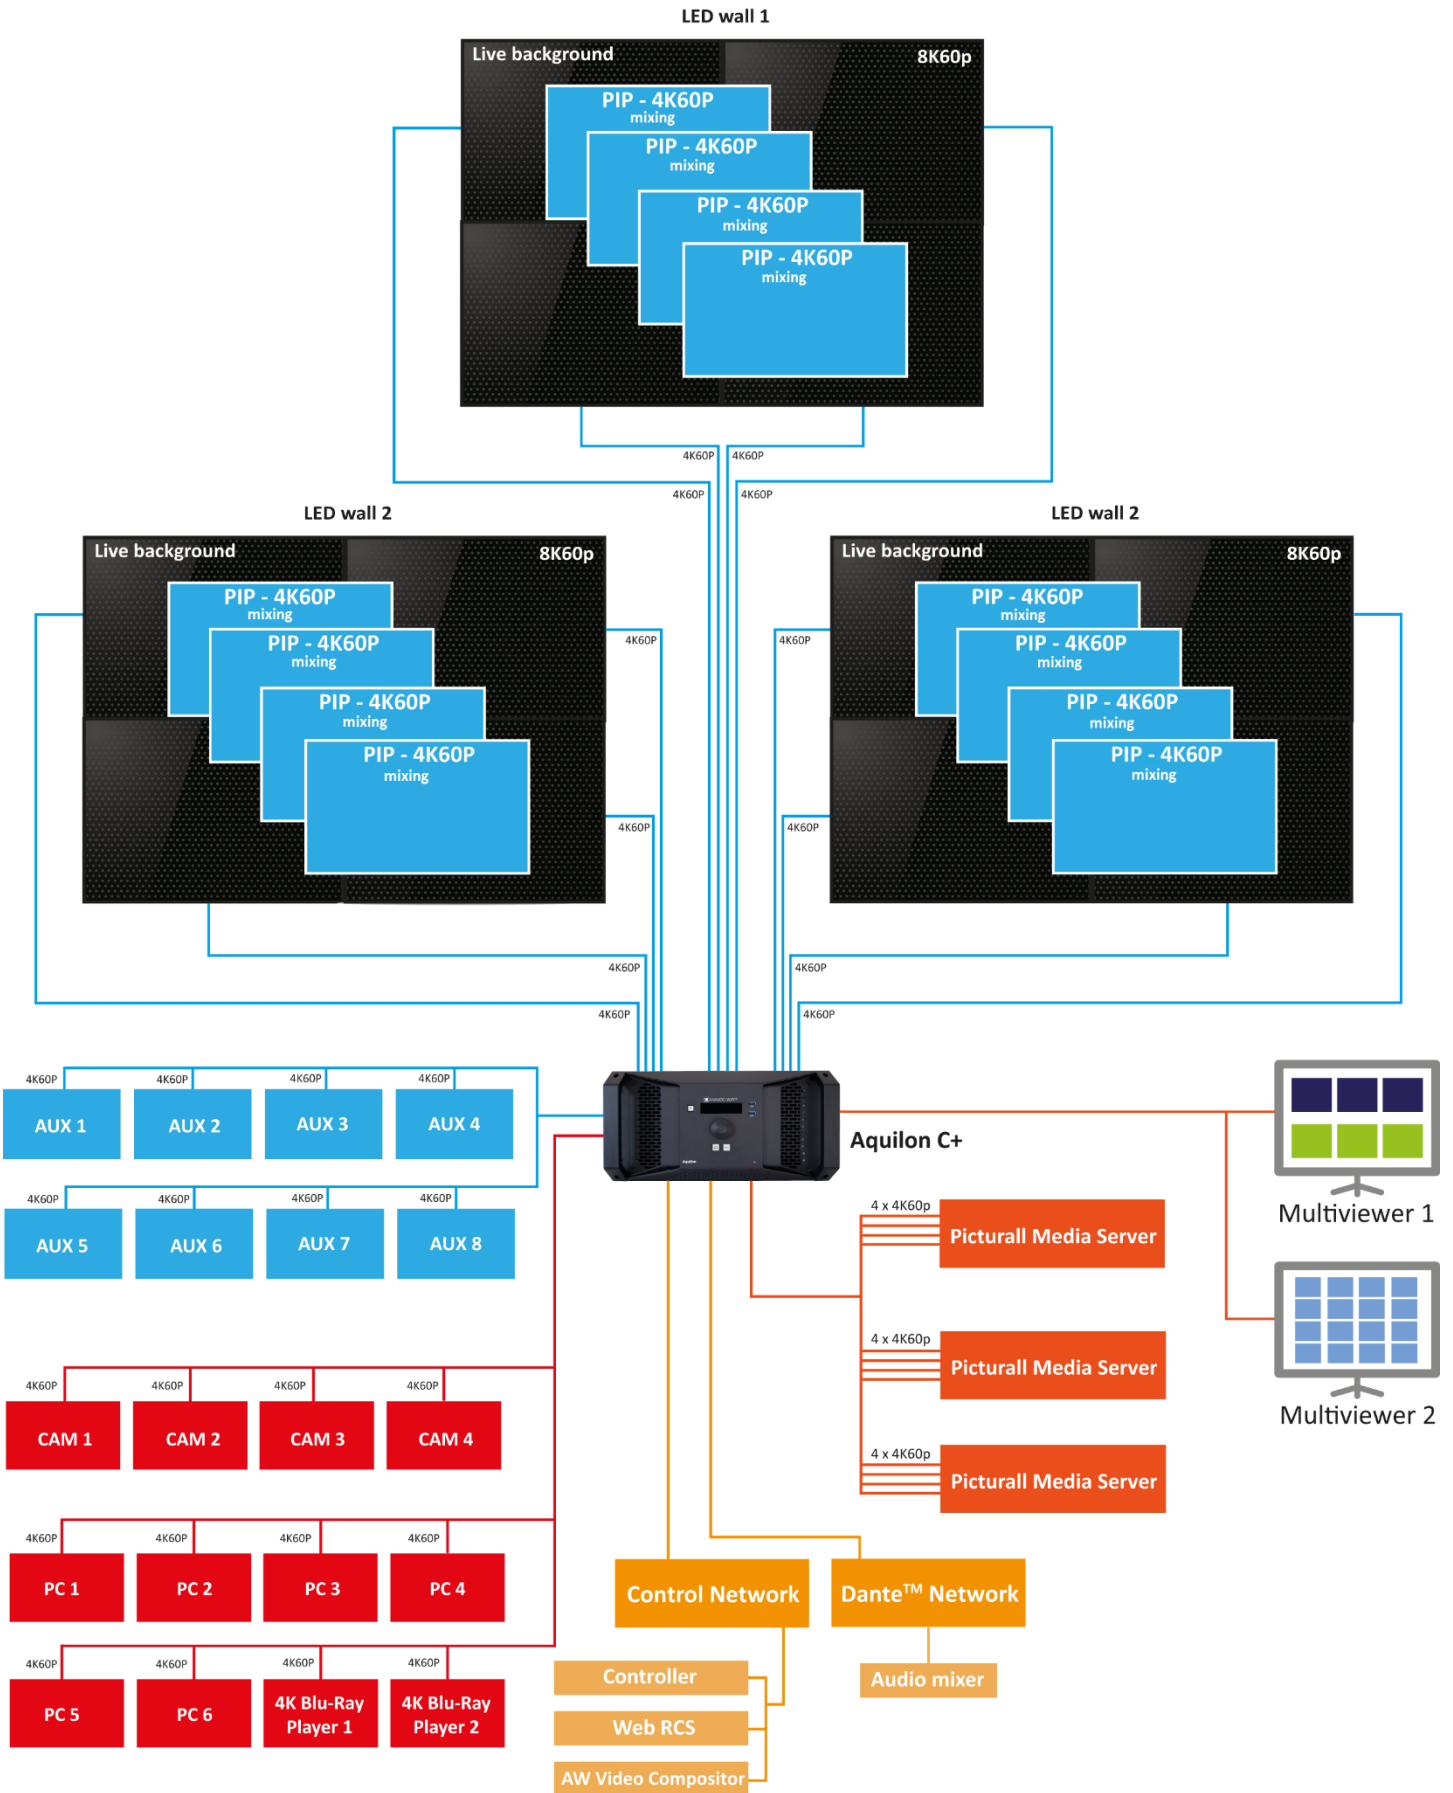 LED wall 1
Live background
8K60p
PIP - 4K60P
mixing
PIP - 4K60P
mixing
PIP - 4K60P
mixing
PIP - 4K60P
mixing
4K60P
4K60P
4K60P
4K60P
LED wall 2
Live background
8K60p
PIP - 4K60P
mixing
PIP - 4K60P
mixing
PIP - 4K60P
mixing
PIP - 4K60P
mixing
4K60P
4K60P
4K60P
4K60P
LED wall 2
Live background
8K60p
PIP - 4K60P
mixing
PIP - 4K60P
mixing
PIP - 4K60P
mixing
PIP - 4K60P
mixing
4K60P
4K60P
4K60P
4K60P
4K60P
4K60P
4K60P
4K60P
AUX 1
AUX 2
AUX 3
AUX 4
4K60P
4K60P
4K60P
4K60P
AUX 5
AUX 6
AUX 7
AUX 8
Aquilon C+
Multiviewer 1
Multiviewer 2
4 x 4K60p
Picturall Media Server
4 x 4K60p
Picturall Media Server
4 x 4K60p
Picturall Media Server
4K60P
4K60P
4K60P
4K60P
CAM 1
CAM 2
CAM 3
CAM 4
4K60P
4K60P
4K60P
4K60P
PC 1
PC 2
PC 3
PC 4
4K60P
4K60P
4K60P
4K60P
PC 5
PC 6
4K Blu-Ray
Player 1
4K Blu-Ray
Player 2
Control Network
Controller
Web RCS
AW Video Compositor
Dante™ Network
Audio mixer